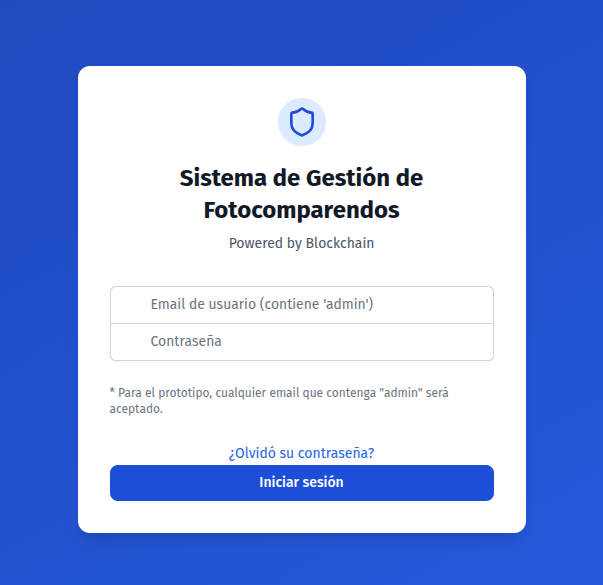 Sistema de Gestión de
Fotocomparendos
Powered by Blockchain
Email de usuario (contiene 'admin')
Contraseña
* Para el prototipo, cualquier email que contenga "admin" será
aceptado.
¿Olvidó su contraseña?
Iniciar sesión